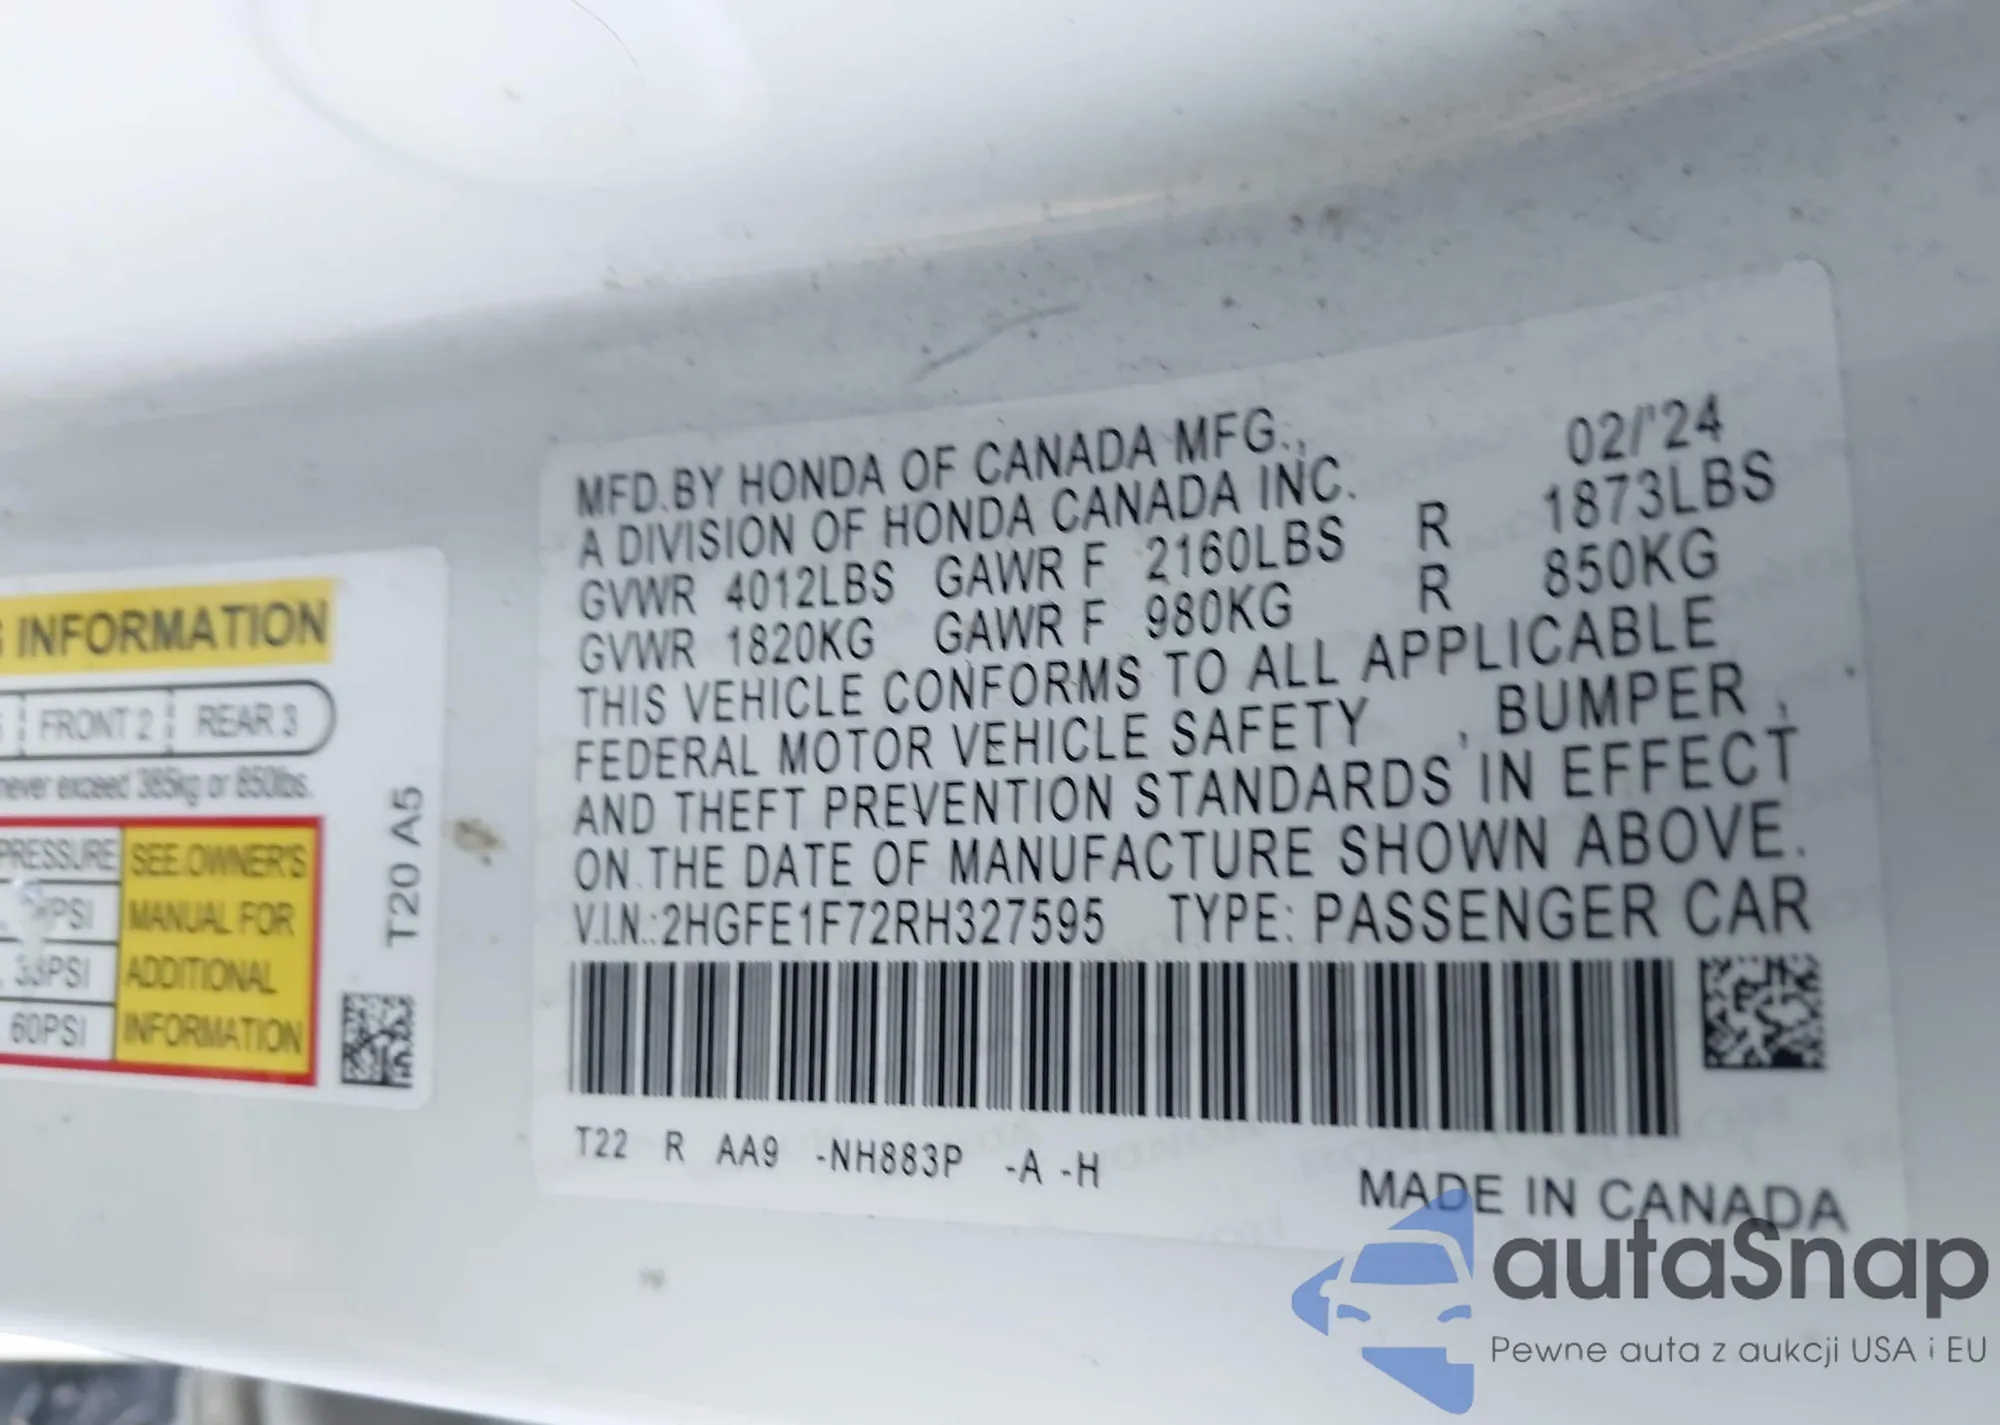 INFORMATION
FRONT 2 REAR 3
never exceed 385kg or 850lbs.
PRESSURE SEE OWNER'S
PSI MANUAL FOR
33PSI ADDITIONAL
60PSI INFORMATION
T20 A5
MFD.BY HONDA OF CANADA MFG., 02/'24
A DIVISION OF HONDA CANADA INC.
GVWR 4012LBS GAWR F 2160LBS R 1873LBS
GVWR 1820KG GAWR F 980KG R 850KG
THIS VEHICLE CONFORMS TO ALL APPLICABLE
FEDERAL MOTOR VEHICLE SAFETY , BUMPER ,
AND THEFT PREVENTION STANDARDS IN EFFECT
ON THE DATE OF MANUFACTURE SHOWN ABOVE.
V.I.N.:2HGFE1F72RH327595 TYPE: PASSENGER CAR
T22 R AA9 -NH883P -A -H
MADE IN CANADA
autaSnap
Pewne auta z aukcji USA i EU